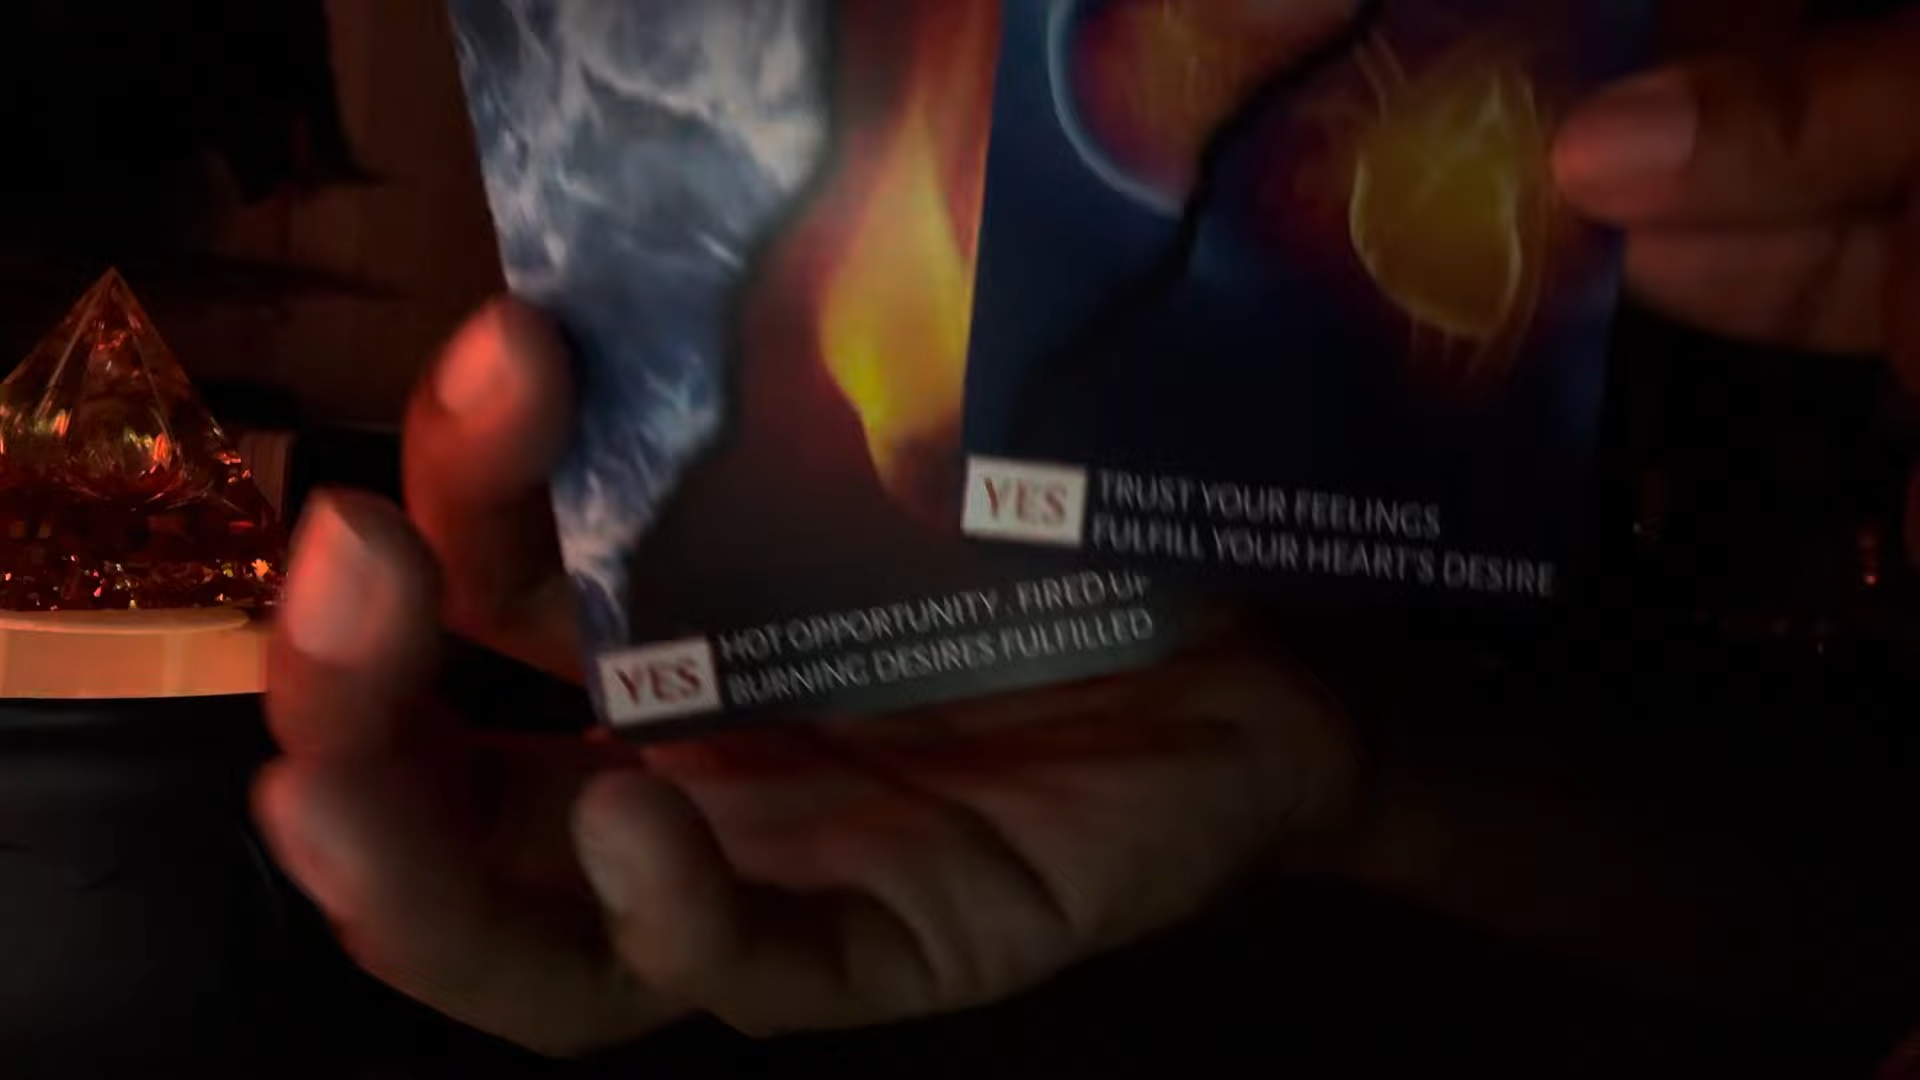 YES HOT OPPORTUNITY . FIRED UP
BURNING DESIRES FULFILLED
YES TRUST YOUR FEELINGS
FULFILL YOUR HEART'S DESIRE